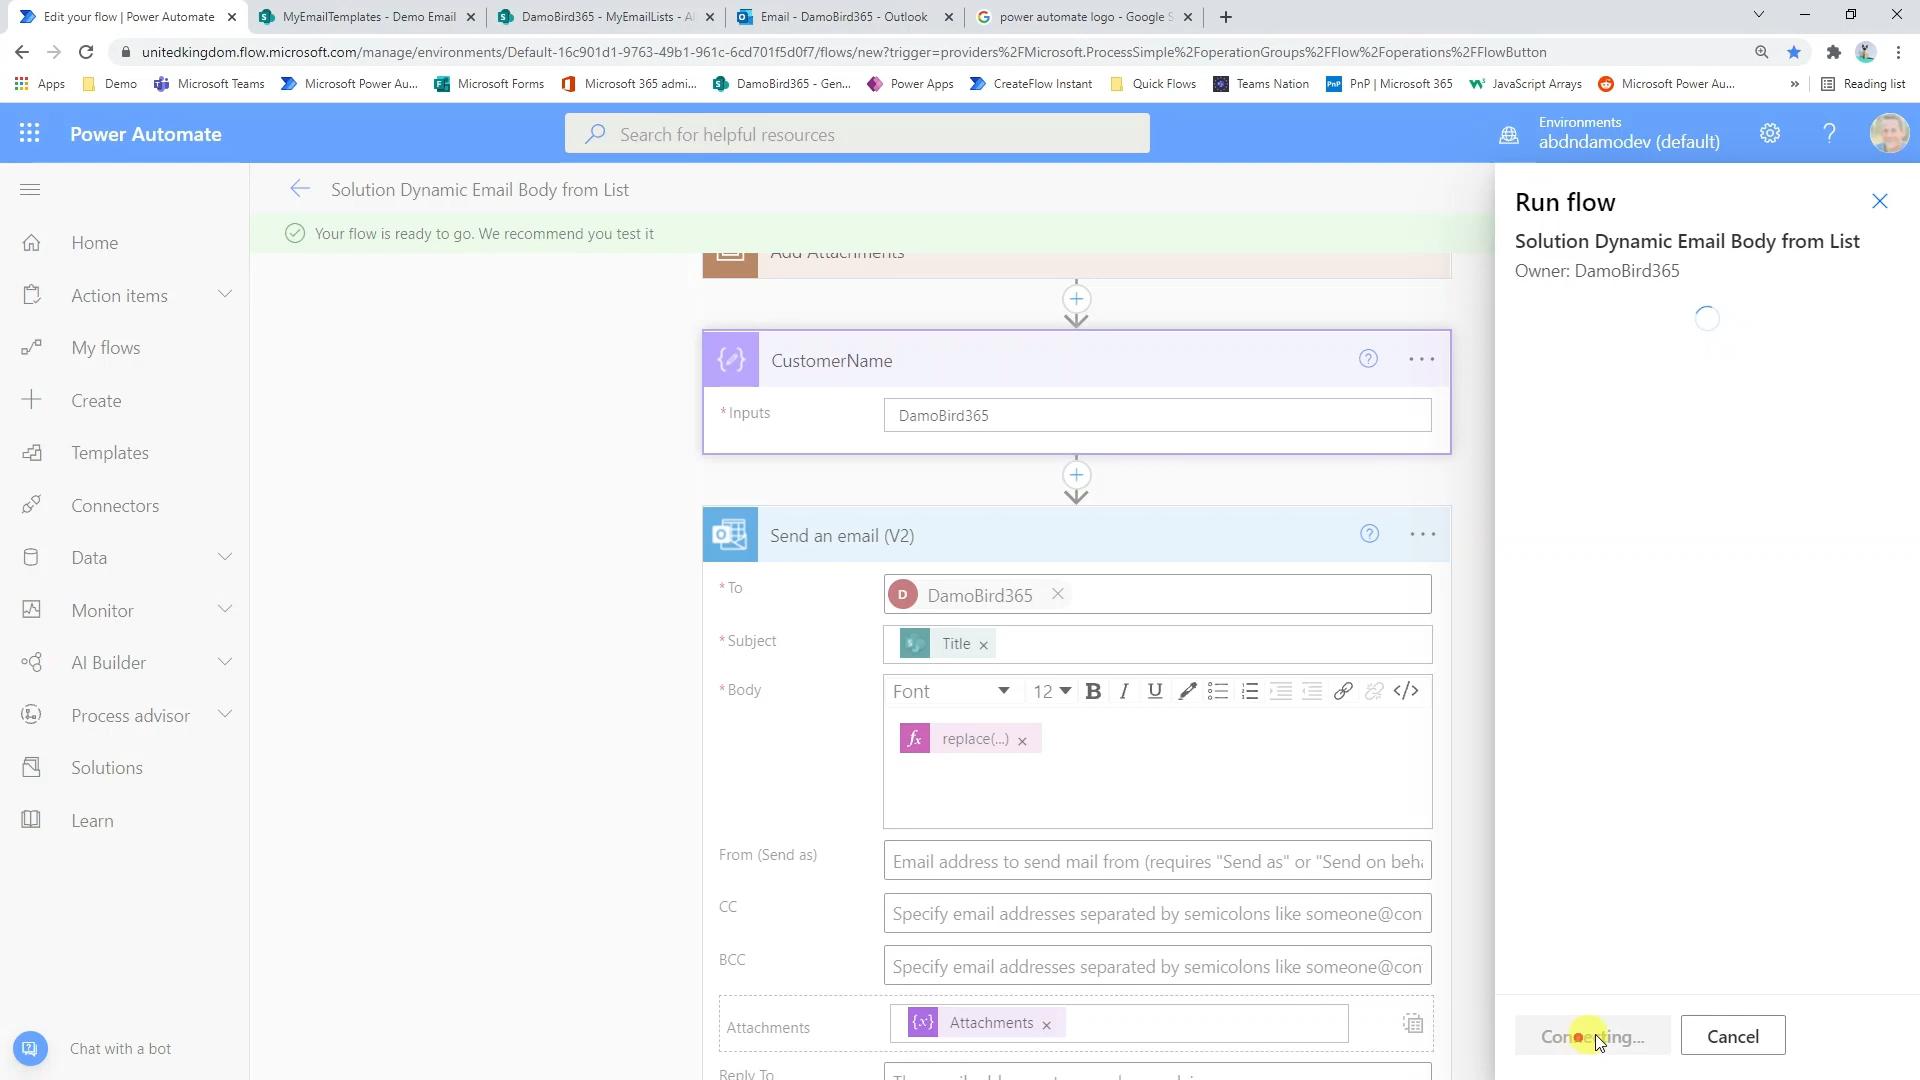 Edit your flow | Power Automate
MyEmailTemplates - Demo Email
DamoBird365 - MyEmailLists - Al
Email - DamoBird365 - Outlook
power automate logo - Google S
unitedkingdom.flow.microsoft.com/manage/environments/Default-16c901d1-9763-49b1-961c-6cd701f5d0f7/flows/new?trigger=providers%2FMicrosoft.ProcessSimple%2FoperationGroups%2FFlow%2Foperations%2FFlowButton
Apps
Demo
Microsoft Teams
Microsoft Power Au...
Microsoft Forms
Microsoft 365 admi...
DamoBird365 - Gen...
Power Apps
CreateFlow Instant
Quick Flows
Teams Nation
PnP | Microsoft 365
JavaScript Arrays
Microsoft Power Au...
»
Reading list
Power Automate
Search for helpful resources
Environments
abdndamodev (default)
?
Home
Action items
My flows
Create
Templates
Connectors
Data
Monitor
AI Builder
Process advisor
Solutions
Learn
Chat with a bot
Solution Dynamic Email Body from List
Your flow is ready to go. We recommend you test it
Add Attachments
CustomerName
* Inputs
DamoBird365
Send an email (V2)
* To
D DamoBird365
* Subject
Title
* Body
Font 12 B I U </>
fx replace(...)
From (Send as)
Email address to send mail from (requires "Send as" or "Send on beha
CC
Specify email addresses separated by semicolons like someone@con
BCC
Specify email addresses separated by semicolons like someone@con
Attachments
{x} Attachments
Reply To
Run flow
Solution Dynamic Email Body from List
Owner: DamoBird365
Connecting...
Cancel